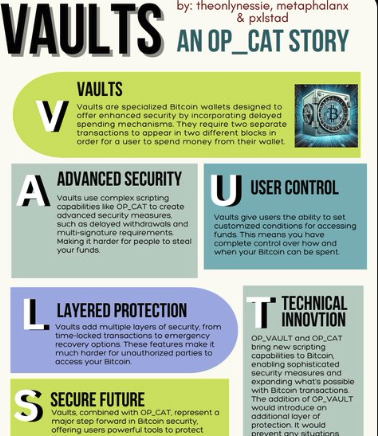 VAULTS
by: theonlynessie, metaphalanx
& pxlstad
AN OP_CAT STORY
V
VAULTS
Vaults are specialized Bitcoin wallets designed to
offer enhanced security by incorporating delayed
spending mechanisms. They require two separate
transactions to appear in two different blocks in
order for a user to spend money from their wallet.
A
ADVANCED SECURITY
Vaults use complex scripting
capabilities like OP_CAT to create
advanced security measures,
such as delayed withdrawals and
multi-signature requirements.
Making it harder for people to steal
your funds.
U
USER CONTROL
Vaults give users the ability to set
customized conditions for accessing
funds. This means you have
complete control over how and
when your Bitcoin can be spent.
L
LAYERED PROTECTION
Vaults add multiple layers of security, from
time-locked transactions to emergency
recovery options. These features make it
much harder for unauthorized parties to
access your Bitcoin.
T
TECHNICAL
INNOVTION
OP_VAULT and OP_CAT
bring new scripting
capabilities to Bitcoin,
enabling sophisticated
security measures and
expanding what's possible
with Bitcoin transactions.
The addition of OP_VAULT
would introduce an
additional layer of
protection. It would
prevent any situations
S
SECURE FUTURE
Vaults, combined with OP_CAT, represent a
major step forward in Bitcoin security,
offering users powerful tools to protect